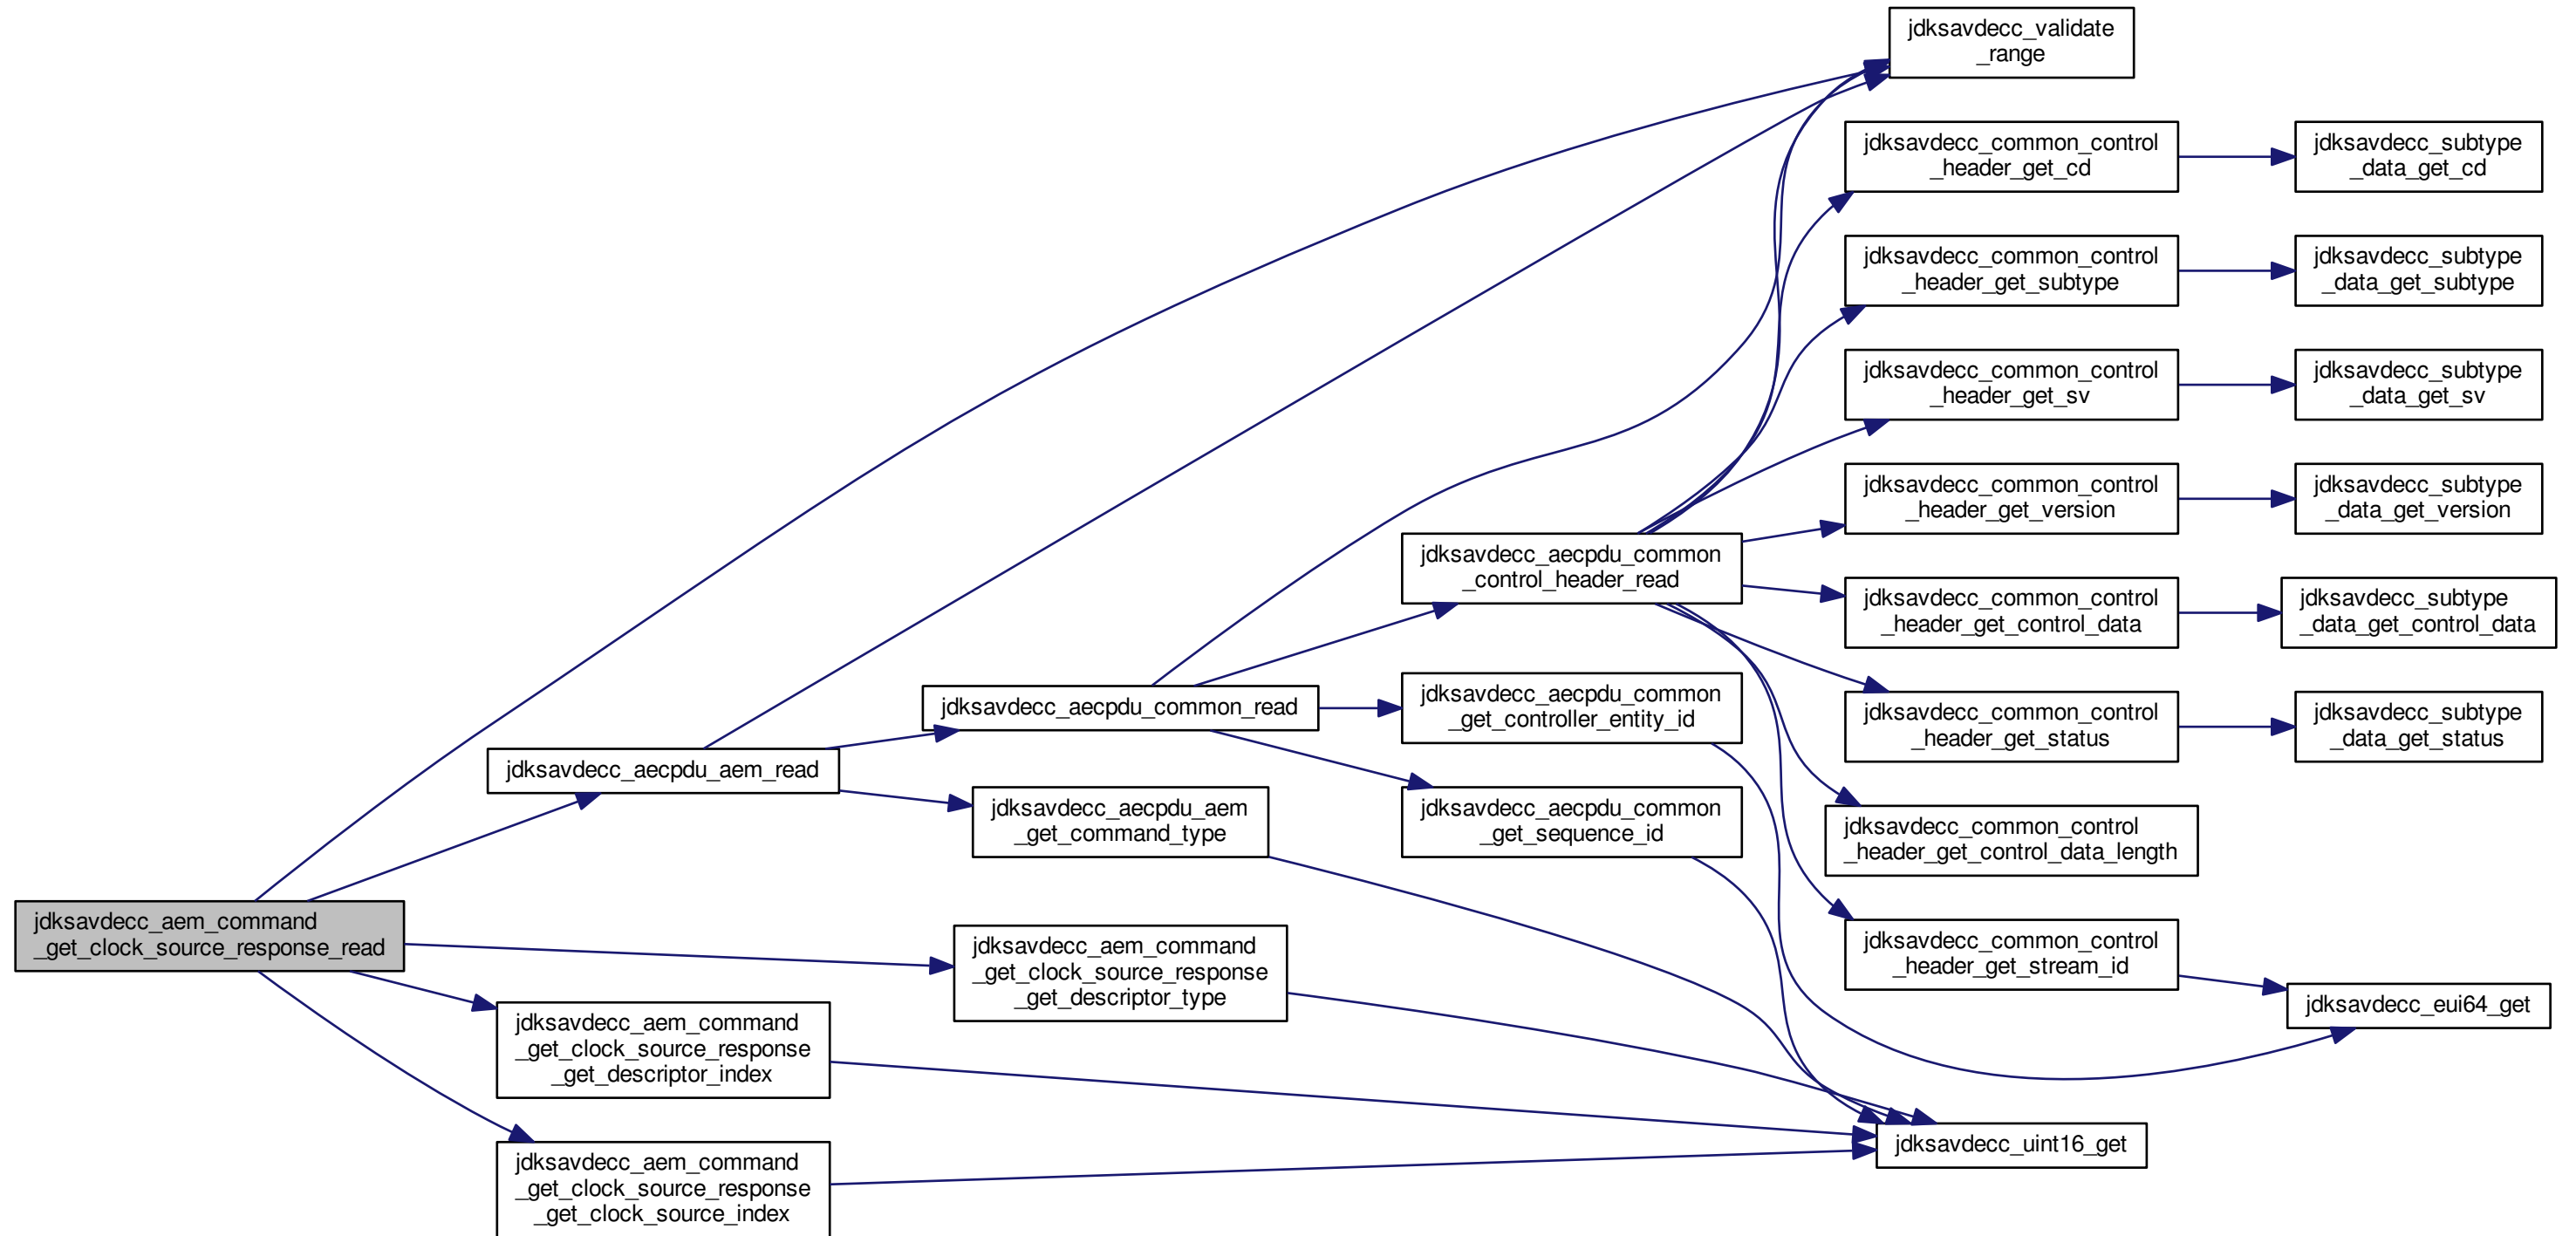 jdksavdecc_validate
_range
jdksavdecc_common_control
_header_get_cd
jdksavdecc_subtype
_data_get_cd
jdksavdecc_common_control
_header_get_subtype
jdksavdecc_subtype
_data_get_subtype
jdksavdecc_common_control
_header_get_sv
jdksavdecc_subtype
_data_get_sv
jdksavdecc_common_control
_header_get_version
jdksavdecc_subtype
_data_get_version
jdksavdecc_aecpdu_common
_control_header_read
jdksavdecc_common_control
_header_get_control_data
jdksavdecc_subtype
_data_get_control_data
jdksavdecc_aecpdu_common_read
jdksavdecc_aecpdu_common
_get_controller_entity_id
jdksavdecc_common_control
_header_get_status
jdksavdecc_subtype
_data_get_status
jdksavdecc_aecpdu_aem_read
jdksavdecc_aecpdu_aem
_get_command_type
jdksavdecc_aecpdu_common
_get_sequence_id
jdksavdecc_common_control
_header_get_control_data_length
jdksavdecc_aem_command
_get_clock_source_response_read
jdksavdecc_aem_command
_get_clock_source_response
_get_descriptor_type
jdksavdecc_common_control
_header_get_stream_id
jdksavdecc_eui64_get
jdksavdecc_aem_command
_get_clock_source_response
_get_descriptor_index
jdksavdecc_uint16_get
jdksavdecc_aem_command
_get_clock_source_response
_get_clock_source_index